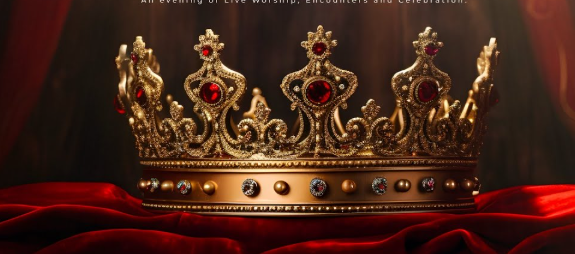 An evening of Live Worship, Encounters and Celebration.